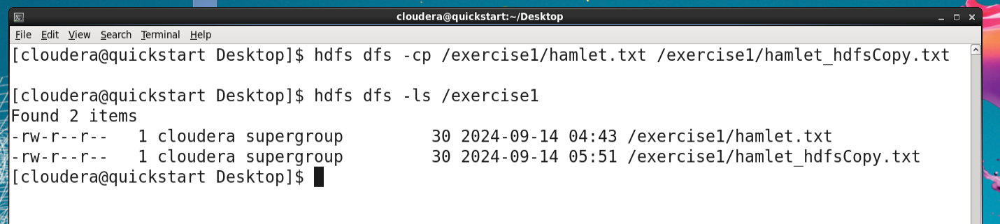 cloudera@quickstart:~/Desktop
File Edit View Search Terminal Help
[cloudera@quickstart Desktop]$ hdfs dfs -cp /exercise1/hamlet.txt /exercise1/hamlet_hdfsCopy.txt
[cloudera@quickstart Desktop]$ hdfs dfs -ls /exercise1
Found 2 items
-rw-r--r--   1 cloudera supergroup         30 2024-09-14 04:43 /exercise1/hamlet.txt
-rw-r--r--   1 cloudera supergroup         30 2024-09-14 05:51 /exercise1/hamlet_hdfsCopy.txt
[cloudera@quickstart Desktop]$